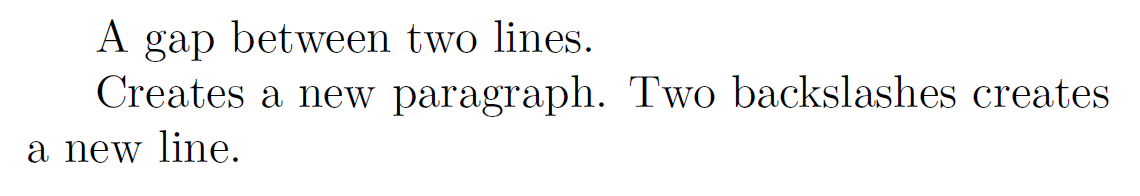 A gap between two lines.
Creates a new paragraph. Two backslashes creates
a new line.